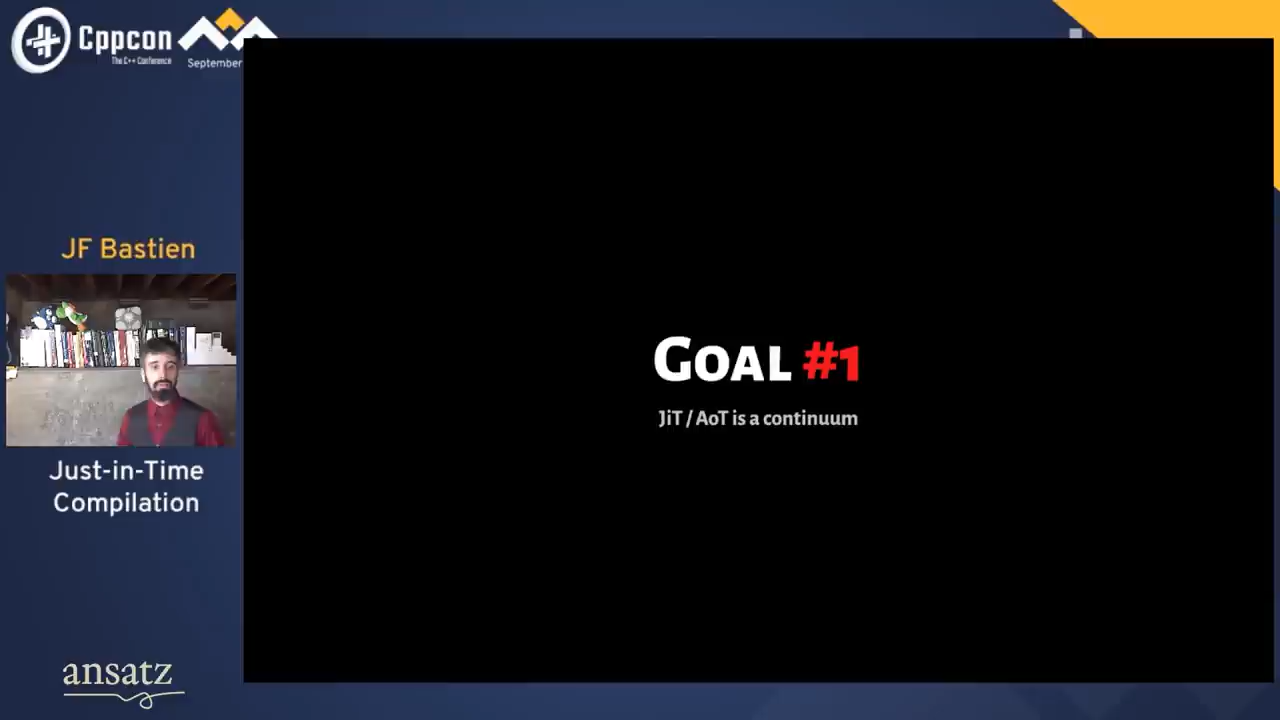 Cppcon
The C++ Conference
September
JF Bastien
Just-in-Time
Compilation
ansatz
GOAL #1
JiT / AoT is a continuum